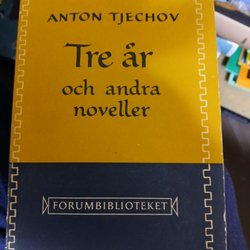 ANTON TJECHOV
Tre år
och andra
noveller
FORUMBIBLIOTEKET